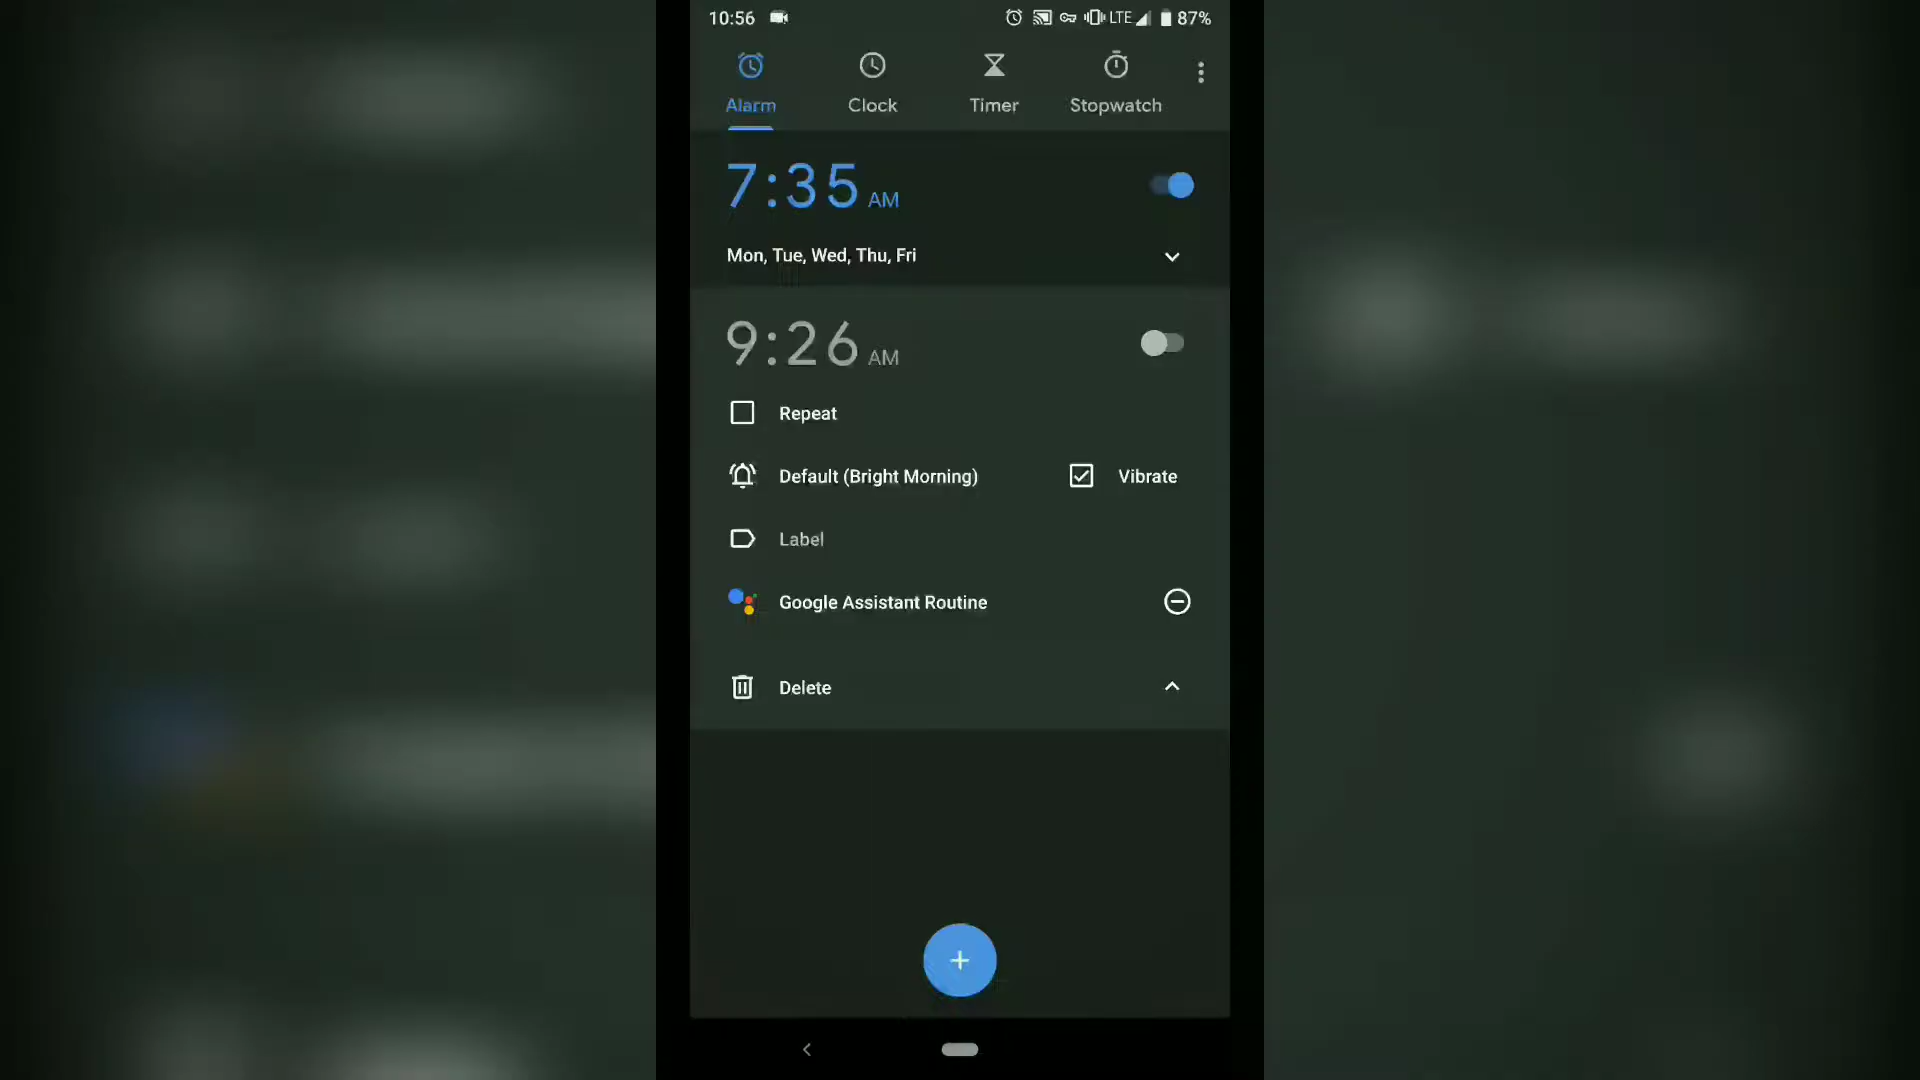 10:56 LTE 87%
Alarm Clock Timer Stopwatch
7:35 AM
Mon, Tue, Wed, Thu, Fri
9:26 AM
Repeat
Default (Bright Morning) Vibrate
Label
Google Assistant Routine
Delete